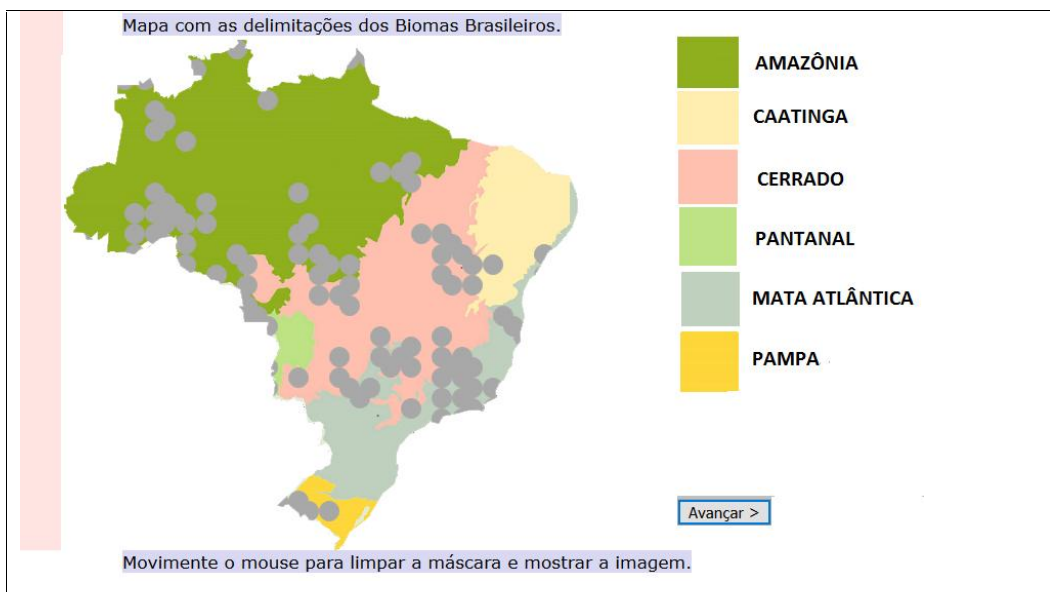 Mapa com as delimitações dos Biomas Brasileiros.
AMAZÔNIA
CAATINGA
CERRADO
PANTANAL
MATA ATLÂNTICA
PAMPA
Avançar >
Movimente o mouse para limpar a máscara e mostrar a imagem.